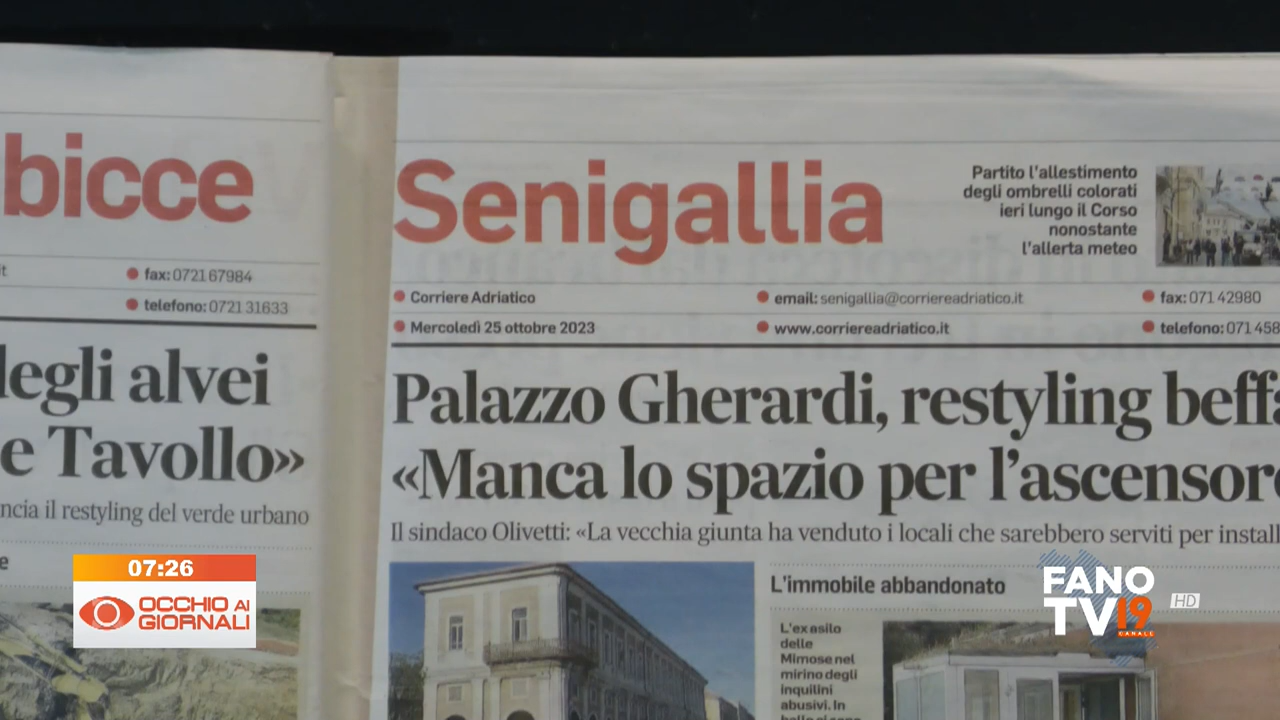 bicce
fax: 0721 67984
telefono: 0721 31633
degli alvei
e Tavollo»
il restyling del verde urbano
Senigallia
Partito l'allestimento
degli ombrelli colorati
ieri lungo il Corso
nonostante
l'allerta meteo
Corriere Adriatico
email: senigallia@corriereadriatico.it
fax: 071 42980
Mercoledì 25 ottobre 2023
www.corriereadriatico.it
telefono: 071 458
Palazzo Gherardi, restyling beffa
«Manca lo spazio per l'ascensore
Il sindaco Olivetti: «La vecchia giunta ha venduto i locali che sarebbero serviti per install
L'immobile abbandonato
L'ex asilo
delle
Mimose nel
mirino degli
inquilini
abusivi. In
07:26
OCCHIO AI
GIORNALI
FANO
TV19
CANALE
HD